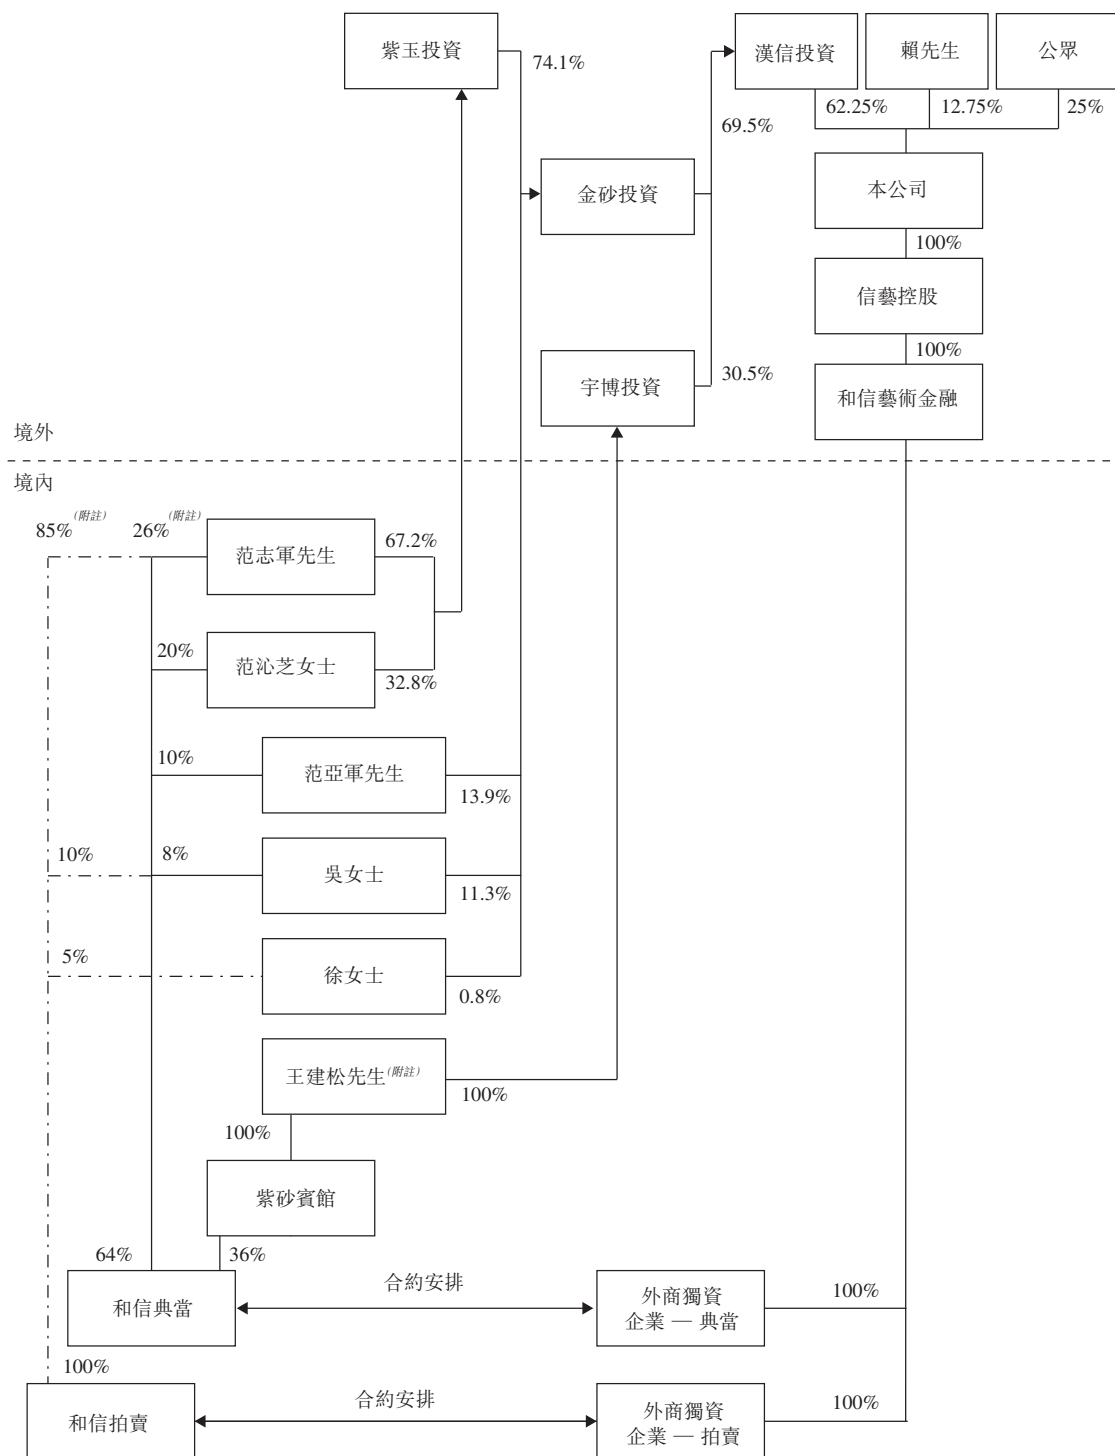 紫玉投資
74.1%
漢信投資
賴先生
公眾
62.25%
12.75%
25%
69.5%
金砂投資
本公司
100%
信藝控股
100%
宇博投資
30.5%
和信藝術金融
境外
境內
85%(附註)
26%(附註)
范志軍先生
67.2%
20%
范沁芝女士
32.8%
10%
范亞軍先生
13.9%
10%
8%
吳女士
11.3%
5%
徐女士
0.8%
王建松先生(附註)
100%
100%
紫砂賓館
64%
36%
和信典當
合約安排
外商獨資
企業 — 典當
100%
100%
和信拍賣
合約安排
外商獨資
企業 — 拍賣
100%